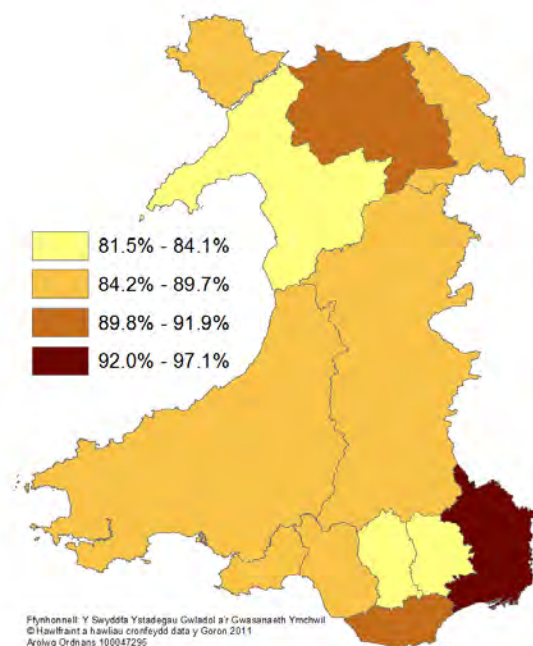 81.5% - 84.1%
84.2% - 89.7%
89.8% - 91.9%
92.0% - 97.1%
Ffynhonnell: Y Swyddfa Ystadegau Gwladol a'r Gwasanaeth Ymchwil
© Hawlfraint a hawliau cronfeydd data y Goron 2011
Arolwg Ordnans 100047295